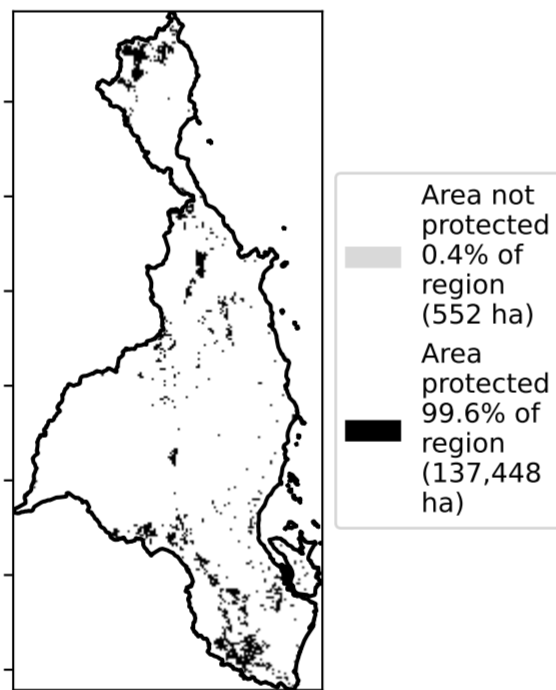 Area not
protected
0.4% of
region
(552 ha)
Area
protected
99.6% of
region
(137,448
ha)